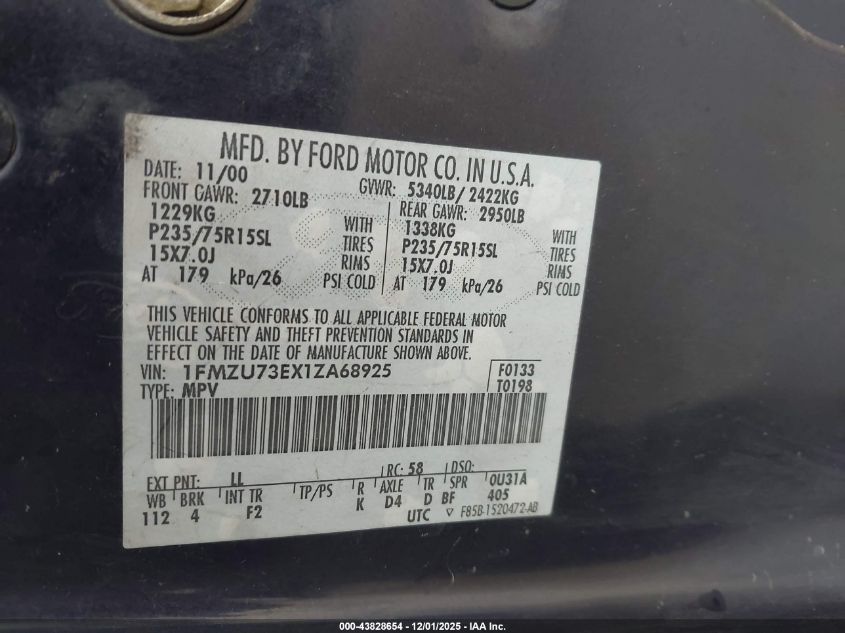 MFD. BY FORD MOTOR CO. IN U.S.A.
DATE: 11/00 GVWR: 5340LB/ 2422KG
FRONT GAWR: 2710LB REAR GAWR: 2950LB
1229KG WITH 1338KG WITH
P235/75R15SL TIRES P235/75R15SL TIRES
15X7.0J RIMS 15X7.0J RIMS
AT 179 kPa/26 PSI COLD AT 179 kPa/26 PSI COLD
THIS VEHICLE CONFORMS TO ALL APPLICABLE FEDERAL MOTOR
VEHICLE SAFETY AND THEFT PREVENTION STANDARDS IN
EFFECT ON THE DATE OF MANUFACTURE SHOWN ABOVE.
VIN: 1FMZU73EX1ZA68925 F0133
TYPE: MPV T0198
EXT PNT: LL RC: 58 DSO:
WB BRK INT TR TP/PS R AXLE TR SPR 0U31A
112 4 F2 K D4 D BF 405
UTC ▽ F85B-1520472-AB
000-43828654 - 12/01/2025 - IAA Inc.